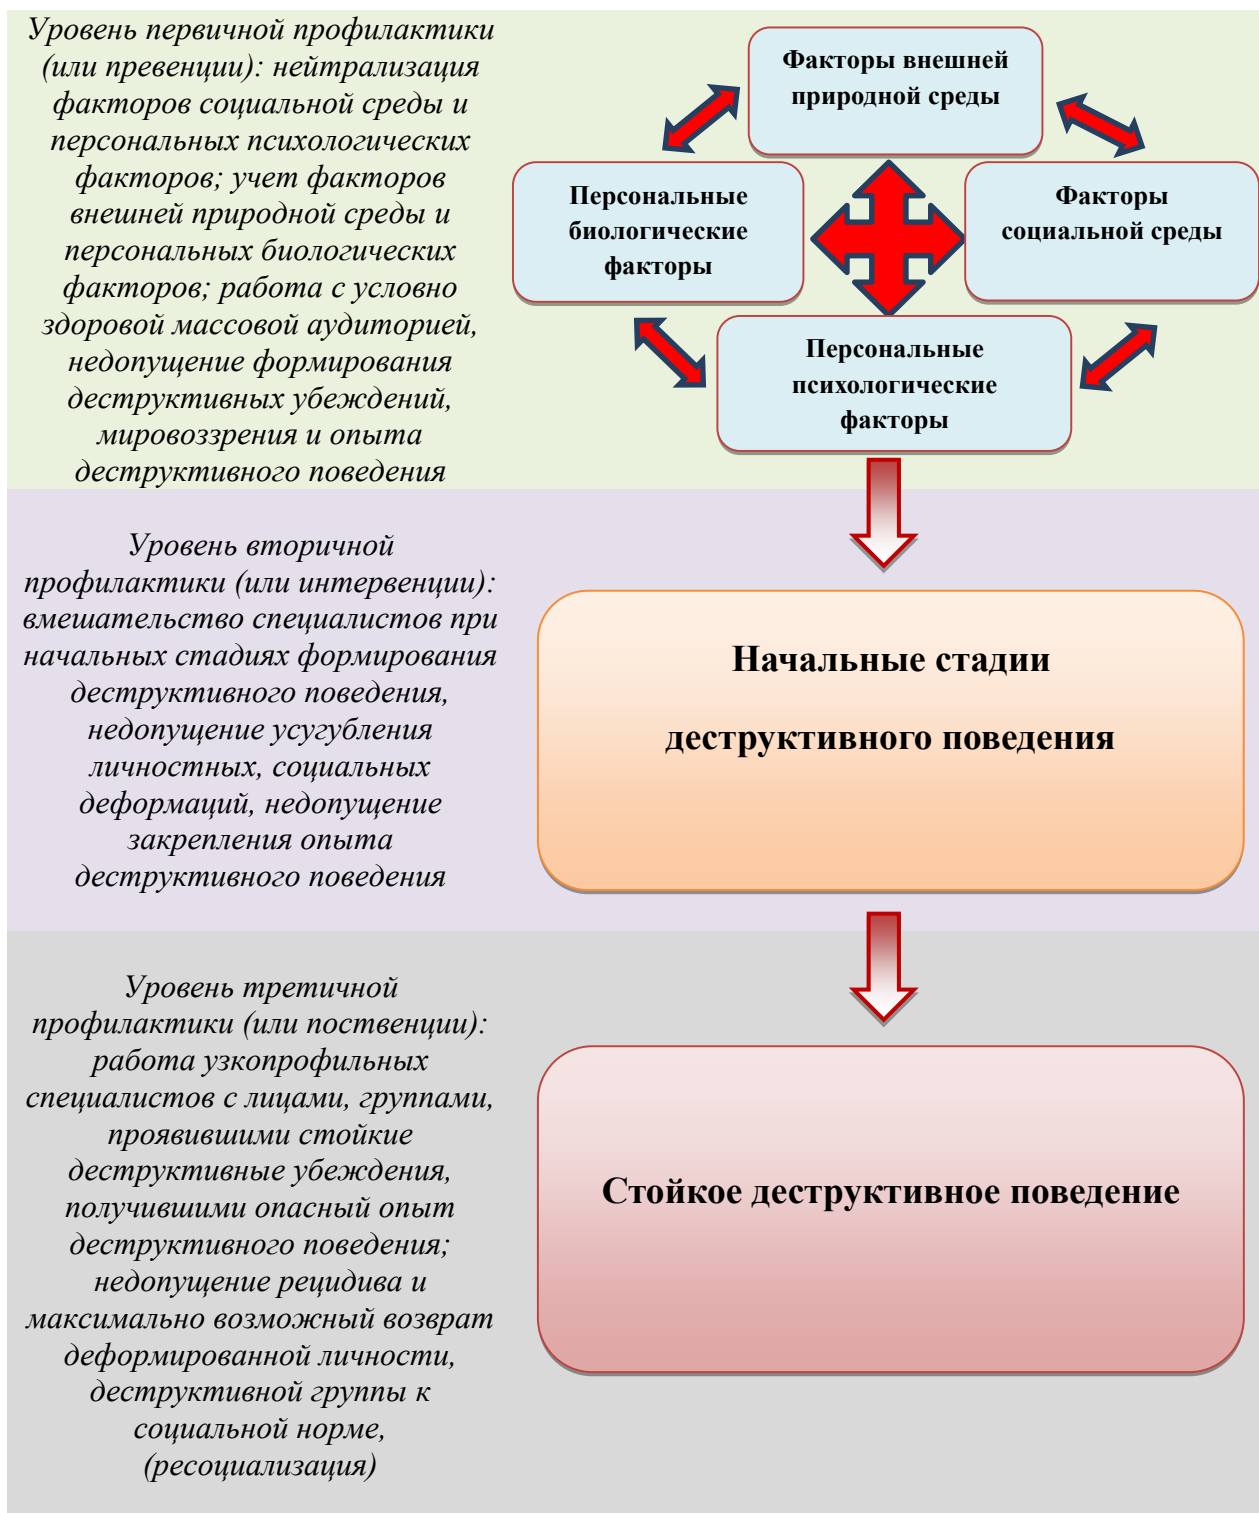 Уровень первичной профилактики
(или превенции): нейтрализация
факторов социальной среды и
персональных психологических
факторов; учет факторов
внешней природной среды и
персональных биологических
факторов; работа с условно
здоровой массовой аудиторией,
недопущение формирования
деструктивных убеждений,
мировоззрения и опыта
деструктивного поведения
Факторы внешней
природной среды
Персональные
биологические
факторы
Факторы
социальной среды
Персональные
психологические
факторы
Уровень вторичной
профилактики (или интервенции):
вмешательство специалистов при
начальных стадиях формирования
деструктивного поведения,
недопущение усугубления
личностных, социальных
деформаций, недопущение
закрепления опыта
деструктивного поведения
Начальные стадии
деструктивного поведения
Уровень третичной
профилактики (или поственции):
работа узкопрофильных
специалистов с лицами, группами,
проявившими стойкие
деструктивные убеждения,
получившими опасный опыт
деструктивного поведения;
недопущение рецидива и
максимально возможный возврат
деформированной личности,
деструктивной группы к
социальной норме,
(ресоциализация)
Стойкое деструктивное поведение